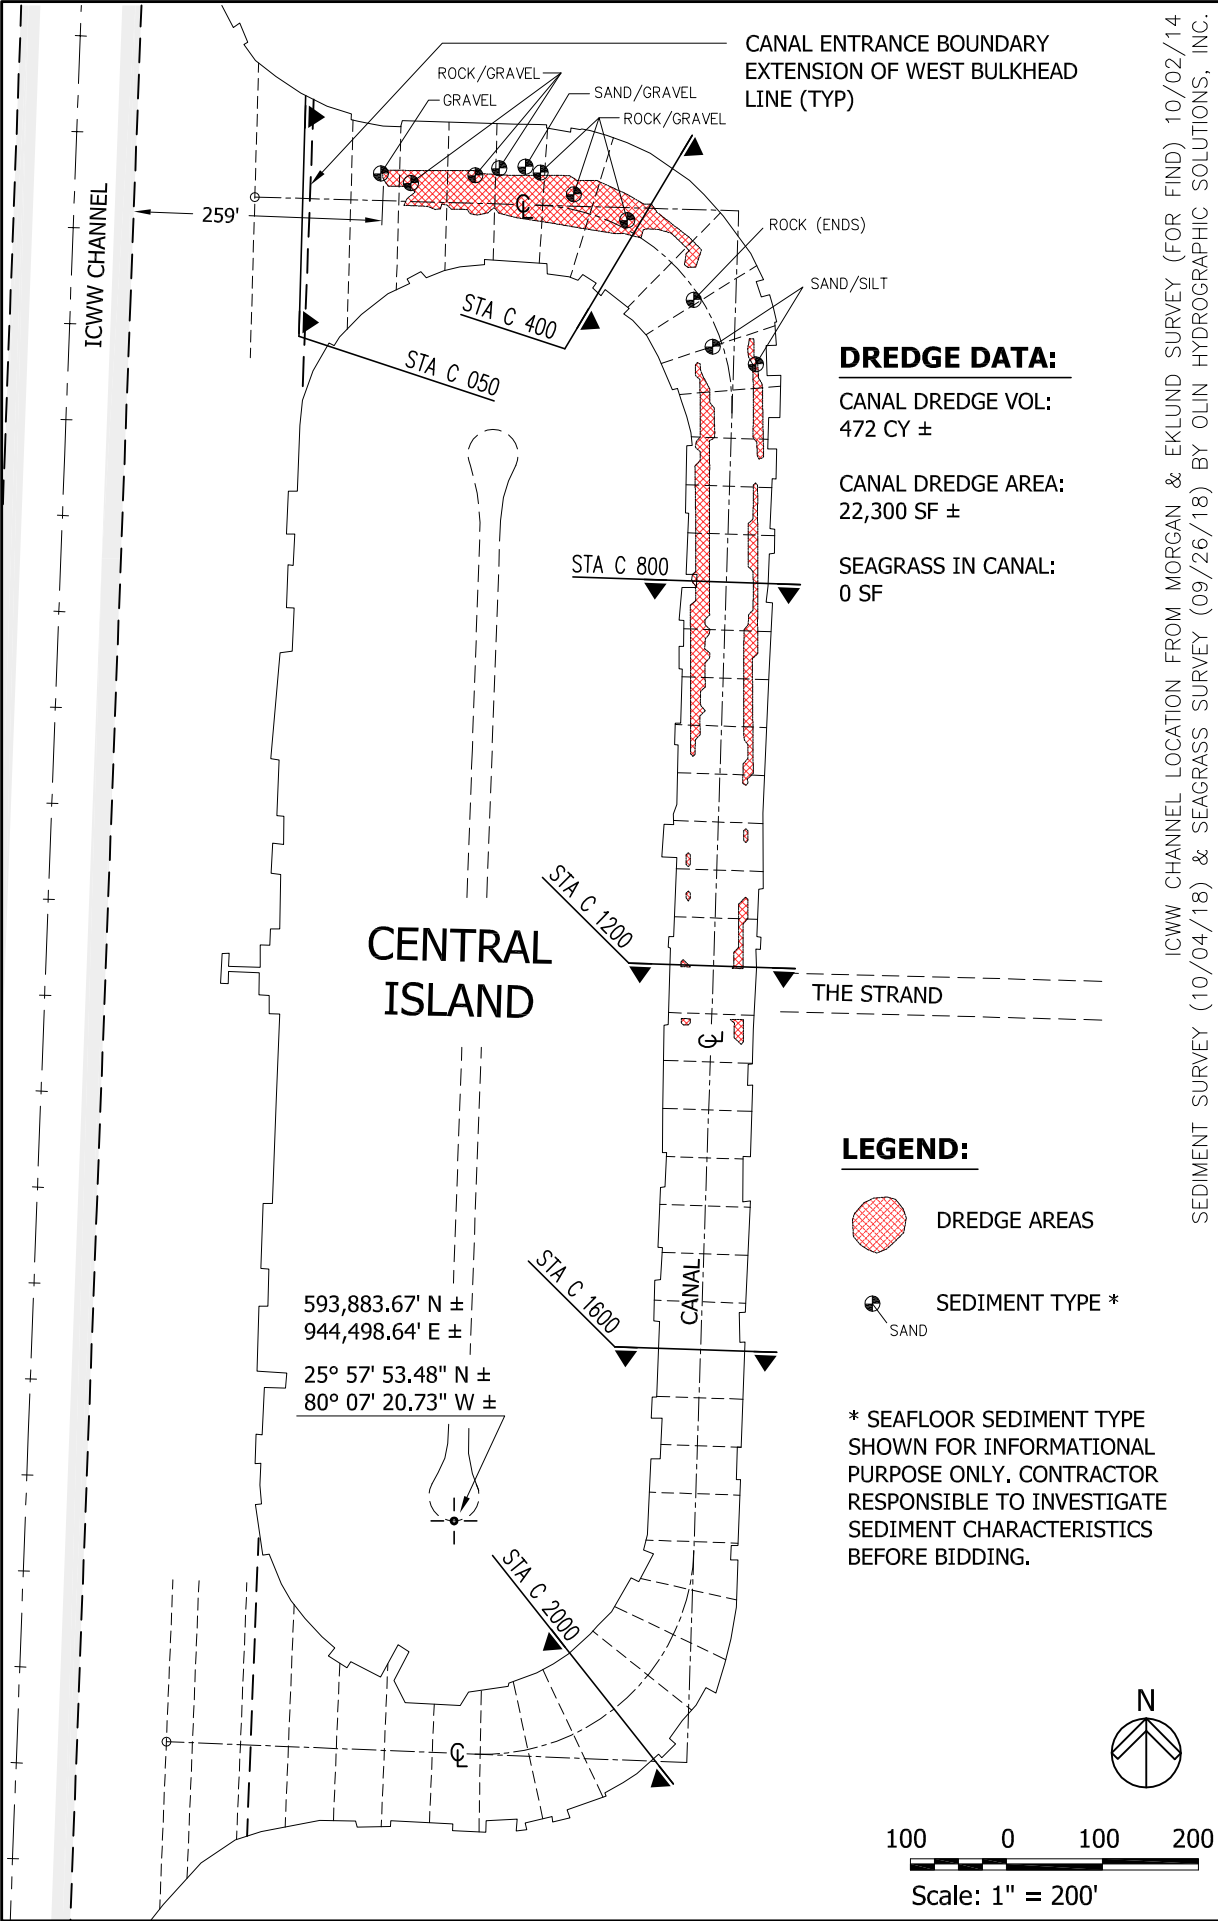 CANAL ENTRANCE BOUNDARY
EXTENSION OF WEST BULKHEAD
LINE (TYP)
ROCK/GRAVEL
GRAVEL
SAND/GRAVEL
ROCK/GRAVEL
ICWW CHANNEL
259'
℄
ROCK (ENDS)
SAND/SILT
STA C 400
STA C 050
DREDGE DATA:
CANAL DREDGE VOL:
472 CY ±
CANAL DREDGE AREA:
22,300 SF ±
SEAGRASS IN CANAL:
0 SF
STA C 800
STA C 1200
CENTRAL
ISLAND
THE STRAND
℄
LEGEND:
DREDGE AREAS
SEDIMENT TYPE *
SAND
CANAL
STA C 1600
593,883.67' N ±
944,498.64' E ±
25° 57' 53.48" N ±
80° 07' 20.73" W ±
* SEAFLOOR SEDIMENT TYPE
SHOWN FOR INFORMATIONAL
PURPOSE ONLY. CONTRACTOR
RESPONSIBLE TO INVESTIGATE
SEDIMENT CHARACTERISTICS
BEFORE BIDDING.
STA C 2000
℄
N
100 0 100 200
Scale: 1" = 200'
ICWW CHANNEL LOCATION FROM MORGAN & EKLUND SURVEY (FOR FIND) 10/02/14
SEDIMENT SURVEY (10/04/18) & SEAGRASS SURVEY (09/26/18) BY OLIN HYDROGRAPHIC SOLUTIONS, INC.